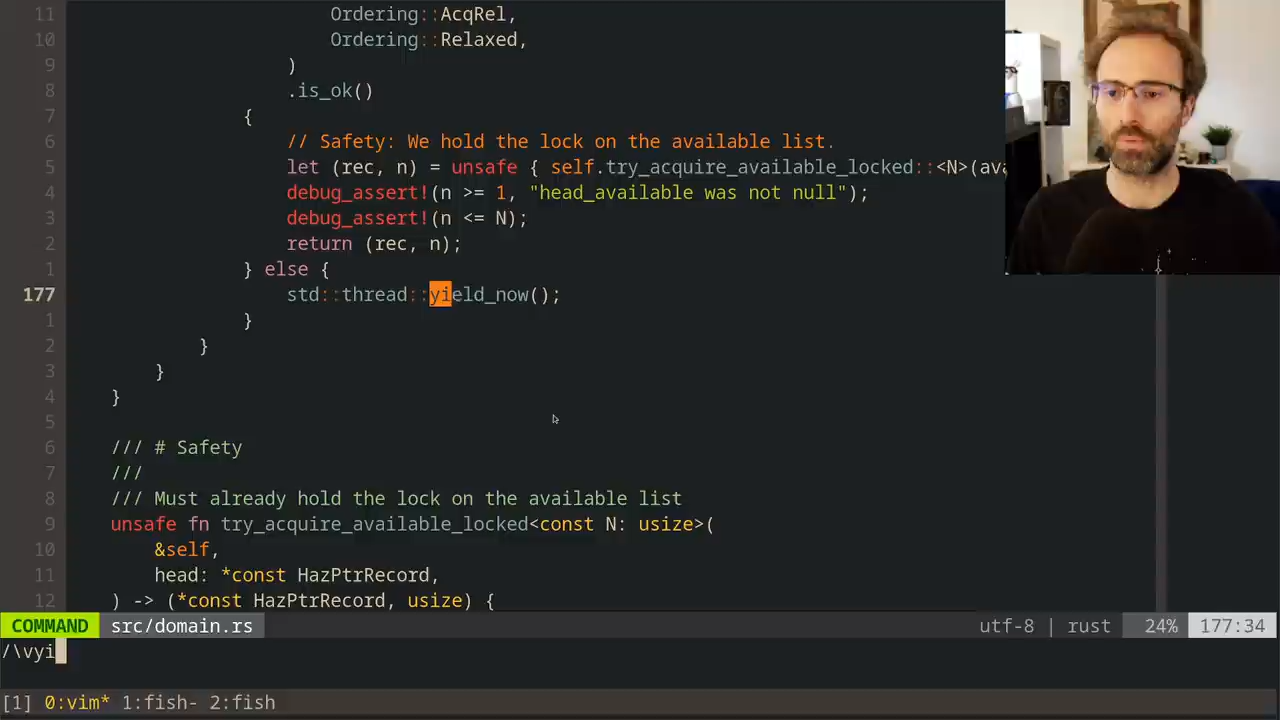 11 Ordering::AcqRel,
10 Ordering::Relaxed,
9 )
8 .is_ok()
7 {
6 // Safety: We hold the lock on the available list.
5 let (rec, n) = unsafe { self.try_acquire_available_locked::<N>(ava
4 debug_assert!(n >= 1, "head_available was not null");
3 debug_assert!(n <= N);
2 return (rec, n);
1 } else {
177 std::thread::yield_now();
1 }
2 }
3 }
4 }
5
6 /// # Safety
7 ///
8 /// Must already hold the lock on the available list
9 unsafe fn try_acquire_available_locked<const N: usize>(
10 &self,
11 head: *const HazPtrRecord,
12 ) -> (*const HazPtrRecord, usize) {
COMMAND src/domain.rs utf-8 | rust 24% 177:34
/\vyi
[1] 0:vim* 1:fish- 2:fish